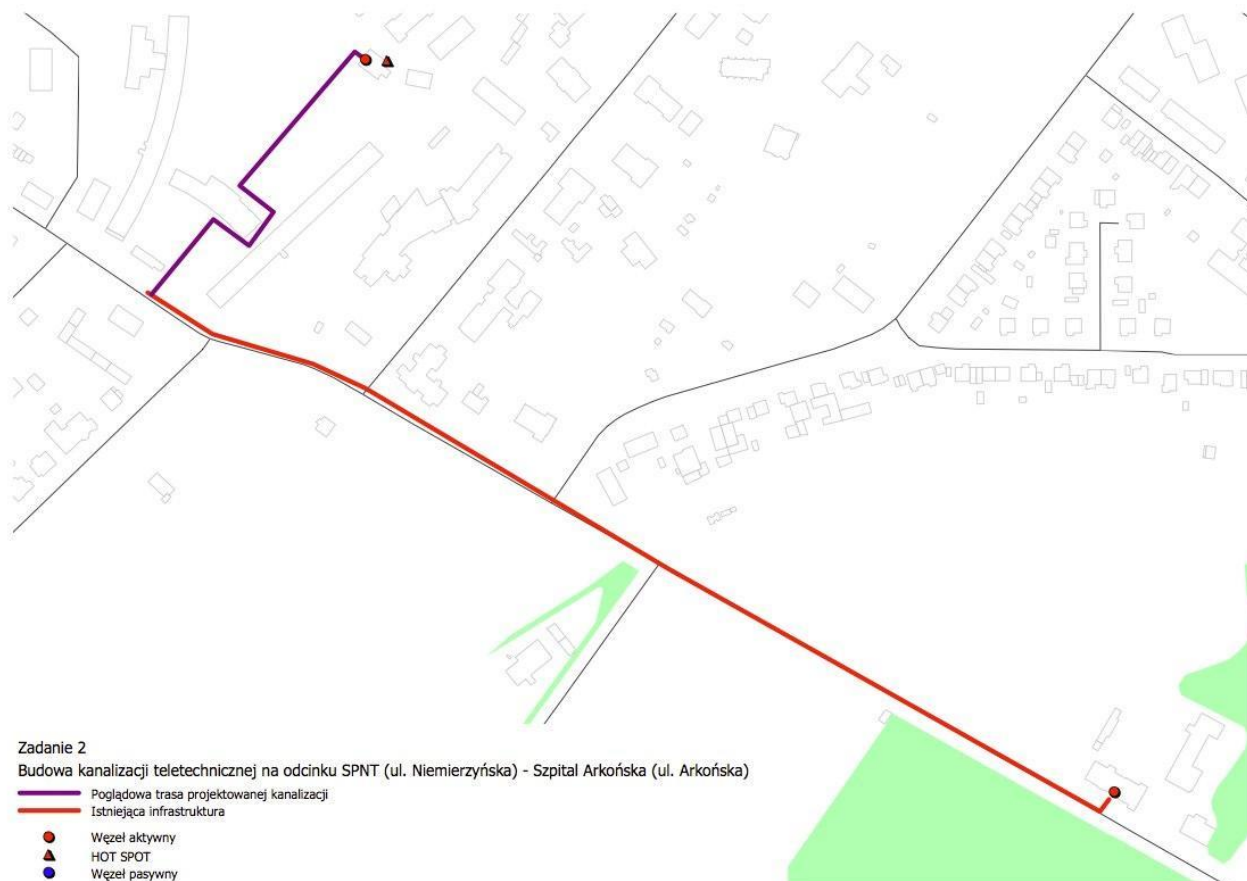 Zadanie 2
Budowa kanalizacji teletechnicznej na odcinku SPNT (ul. Niemierzyńska) - Szpital Arkońska (ul. Arkońska)
Poglądowa trasa projektowanej kanalizacji
Istniejąca infrastruktura
Węzeł aktywny
HOT SPOT
Węzeł pasywny